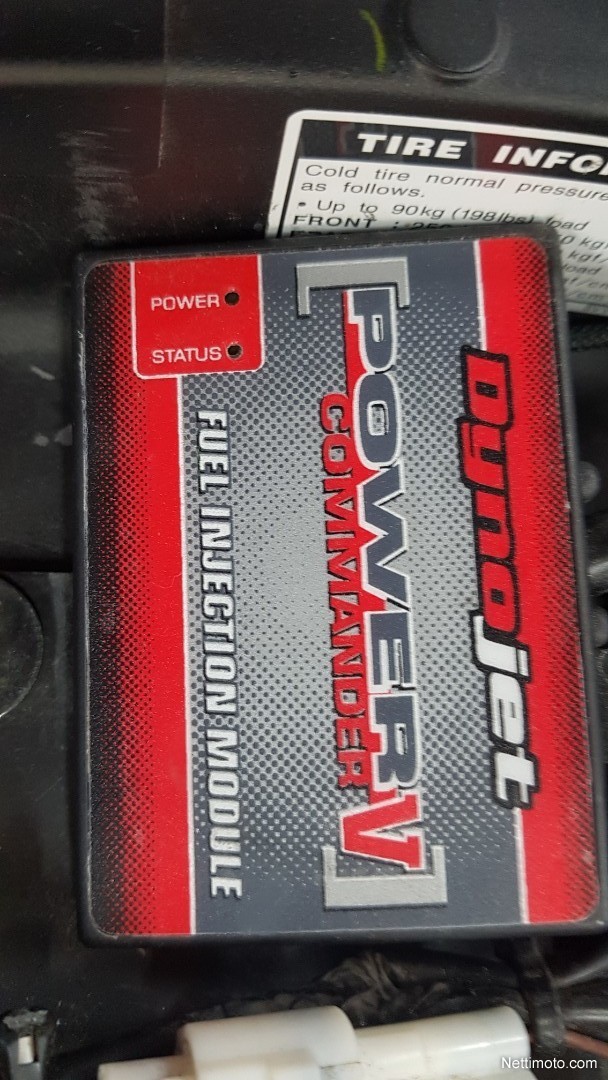 TIRE
Cold tire normal pressure
as follows.
• Up to 90kg (198lbs) load
FRONT :
load
POWER
STATUS
Dynojet
[POWER V]
COMMANDER
FUEL INJECTION MODULE
Nettimoto.com